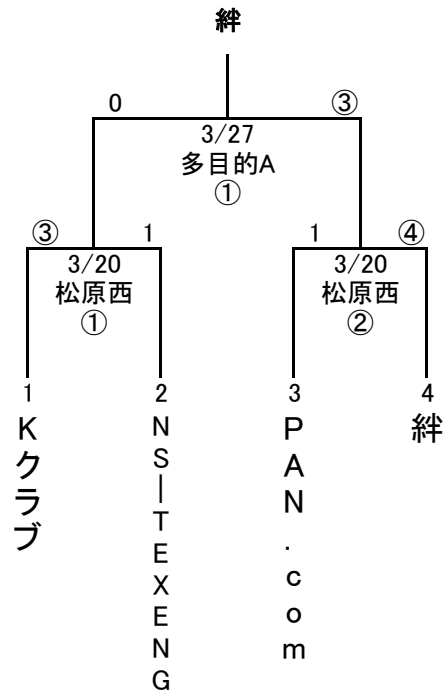 絆
0 ③
3/27
多目的A
①
③ 1 1 ④
3/20 3/20
松原西 松原西
① ②
1 2 3 4
Kクラブ
NS|TEXENG
PAN.com
絆